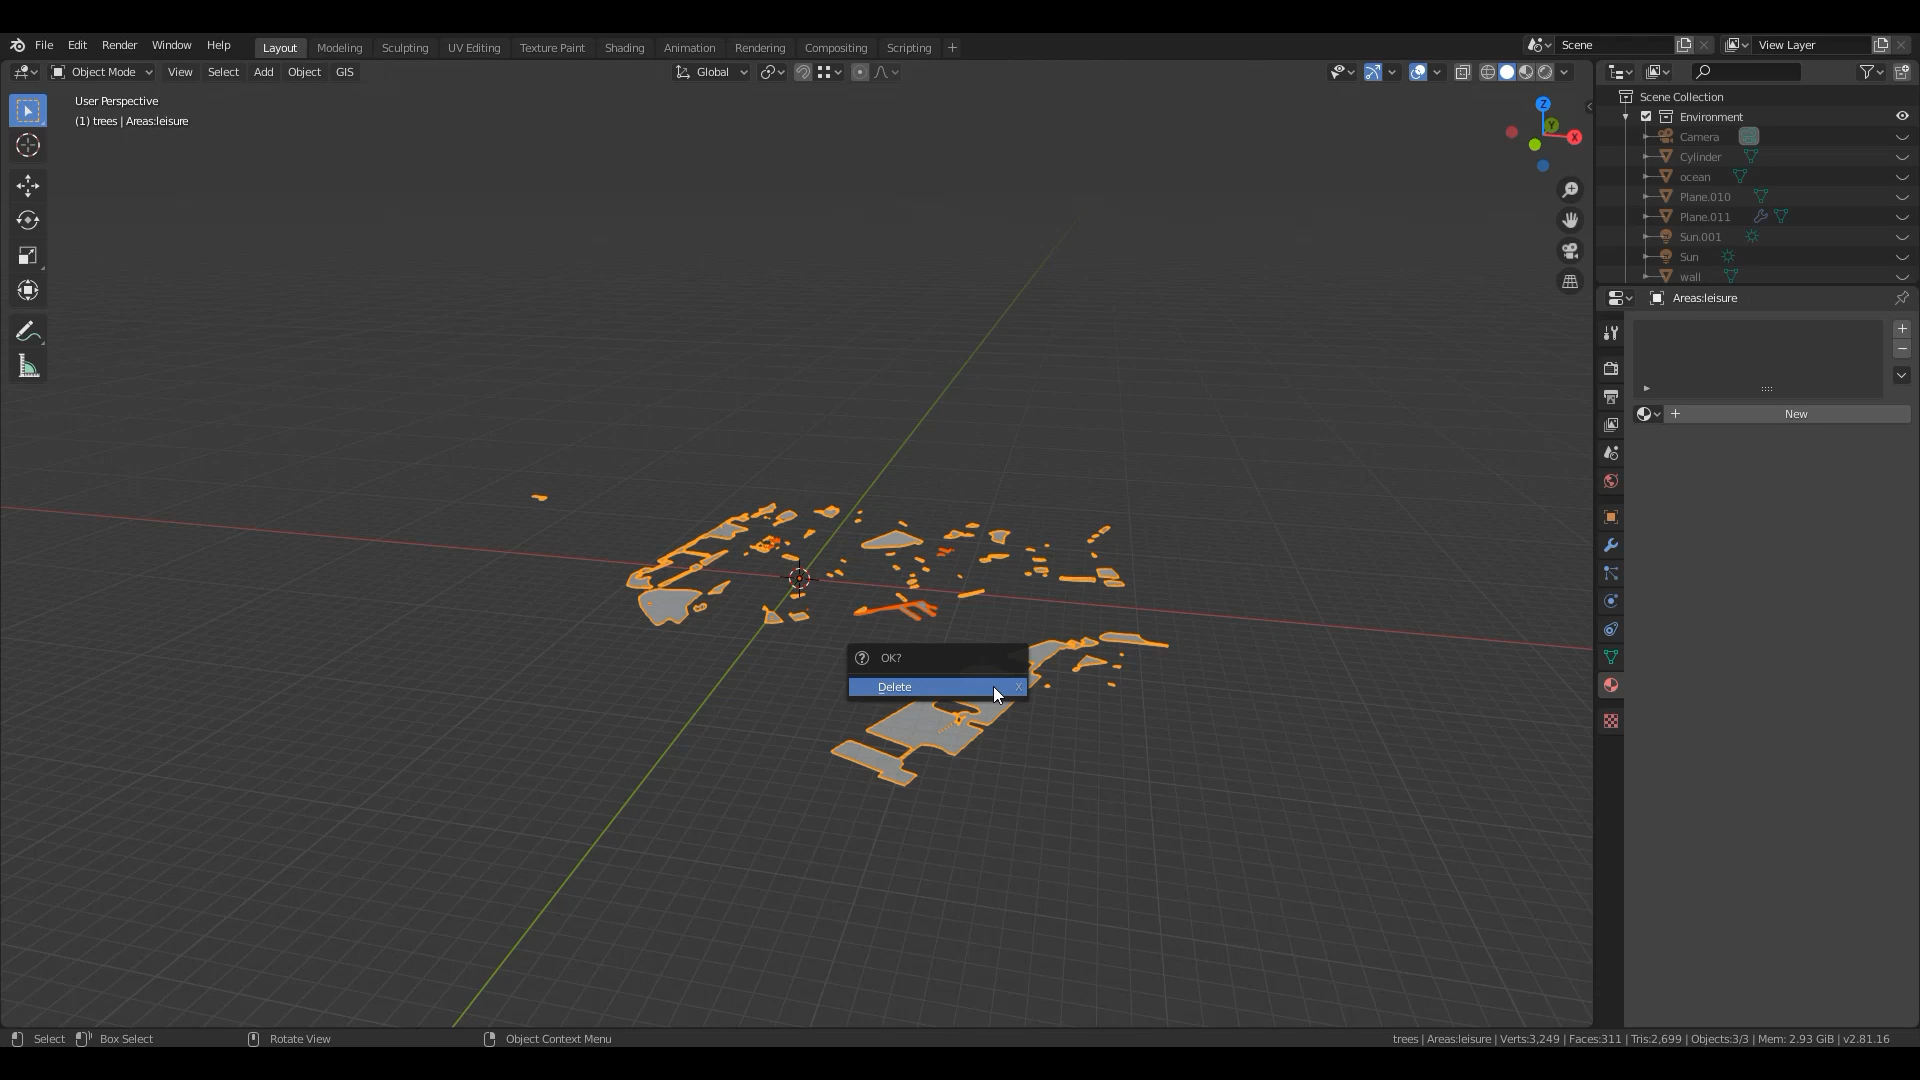 File Edit Render Window Help
Layout Modeling Sculpting UV Editing Texture Paint Shading Animation Rendering Compositing Scripting +
Scene
View Layer
Object Mode View Select Add Object GIS
Global
User Perspective
(1) trees | Areas:leisure
Z
Y
X
Scene Collection
Environment
Camera
Cylinder
ocean
Plane.010
Plane.011
Sun.001
Sun
wall
Areas:leisure
New
OK?
Delete X
Select Box Select Rotate View Object Context Menu
trees | Areas:leisure | Verts:3,249 | Faces:311 | Tris:2,699 | Objects:3/3 | Mem: 2.93 GiB | v2.81.16